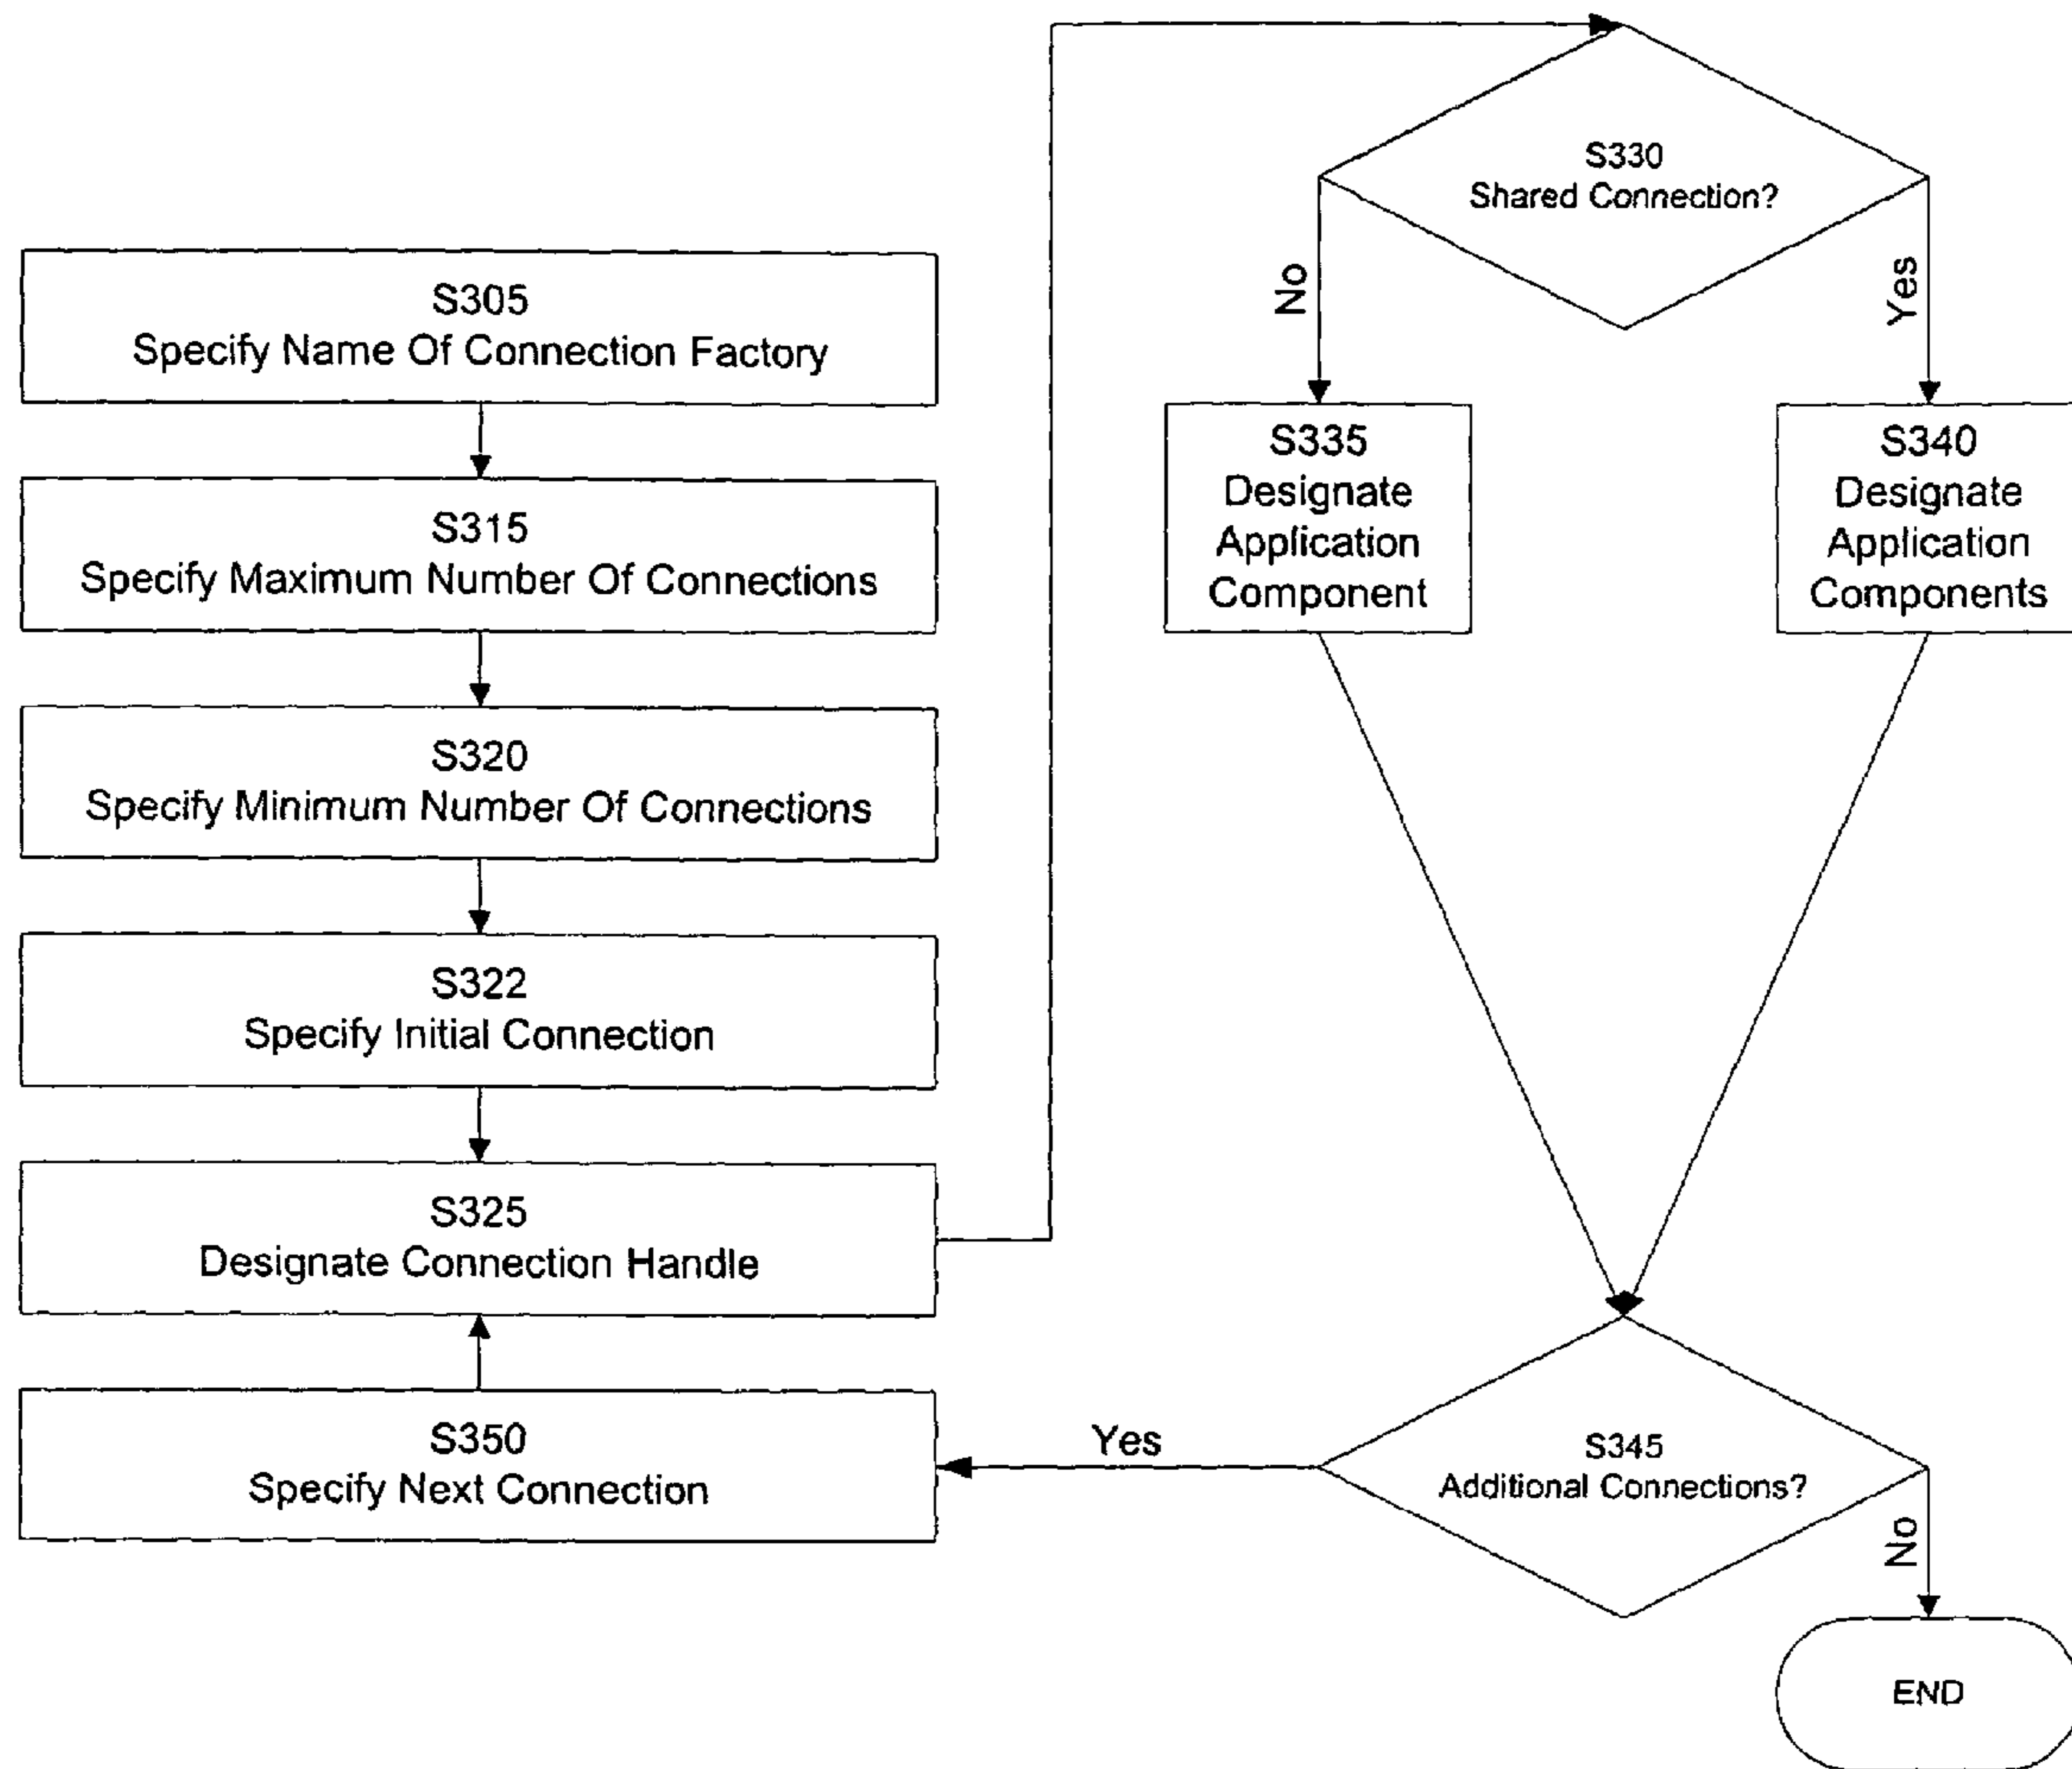 S305
Specify Name Of Connection Factory
S315
Specify Maximum Number Of Connections
S320
Specify Minimum Number Of Connections
S322
Specify Initial Connection
S325
Designate Connection Handle
S350
Specify Next Connection
S330
Shared Connection?
No
Yes
S335
Designate
Application
Component
S340
Designate
Application
Components
S345
Additional Connections?
Yes
No
END